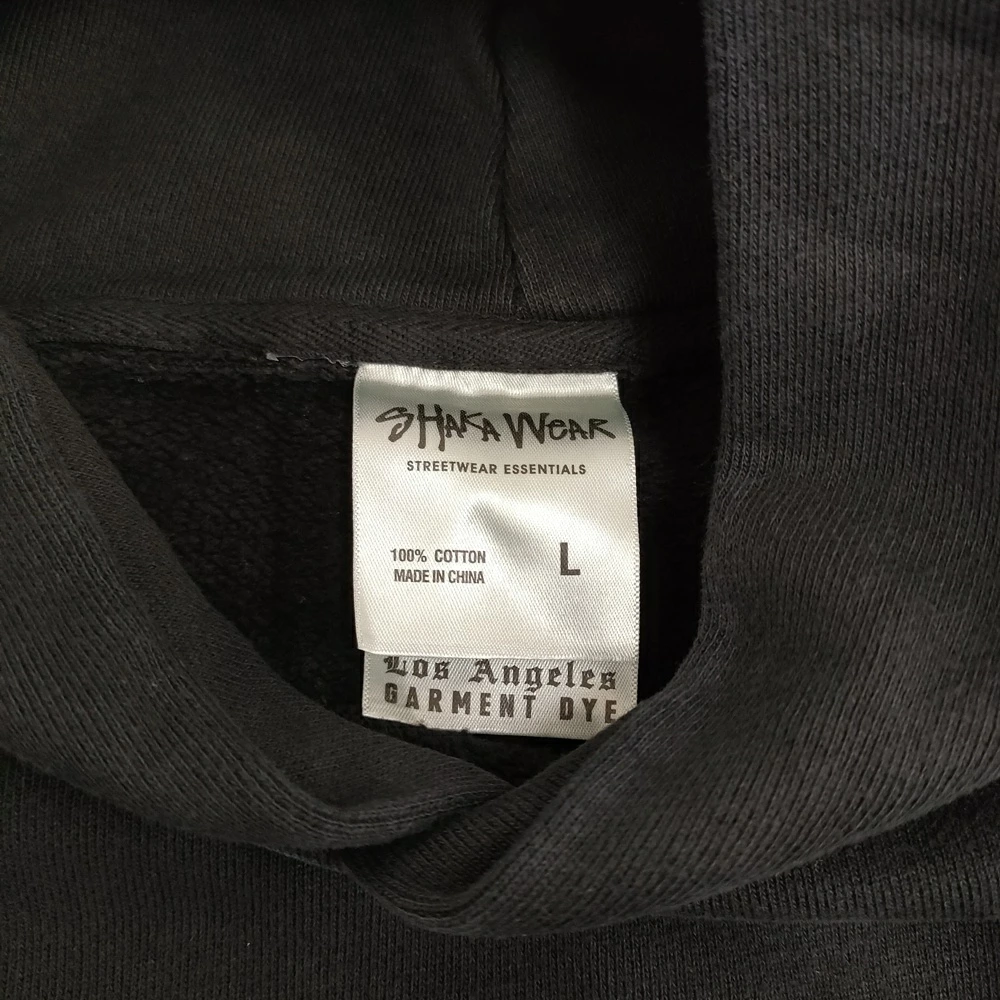 SHAKA WEAR
STREETWEAR ESSENTIALS
100% COTTON
MADE IN CHINA
L
Los Angeles
GARMENT DYE